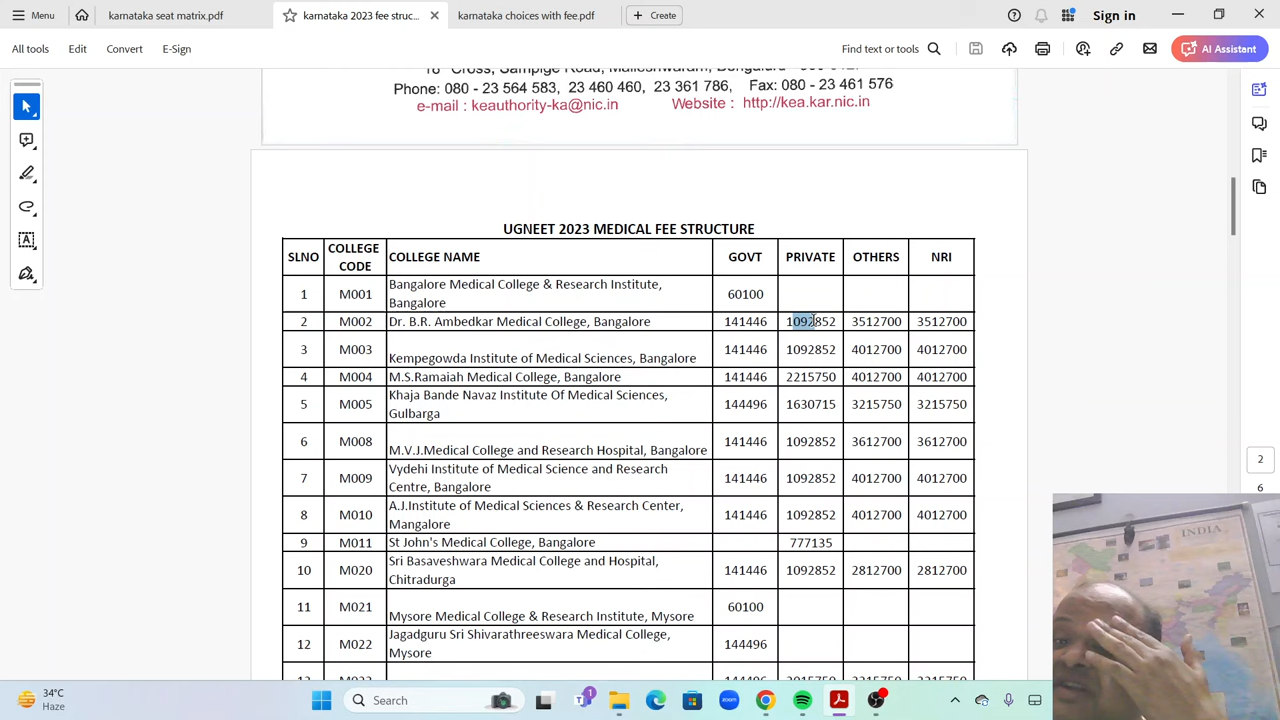 Menu
karnataka seat matrix.pdf
karnataka 2023 fee struc...
karnataka choices with fee.pdf
Create
Sign in
All tools
Edit
Convert
E-Sign
Find text or tools
AI Assistant
Phone: 080 - 23 564 583, 23 460 460, 23 361 786, Fax: 080 - 23 461 576
e-mail : keauthority-ka@nic.in Website : http://kea.kar.nic.in
UGNEET 2023 MEDICAL FEE STRUCTURE
SLNO COLLEGE CODE COLLEGE NAME GOVT PRIVATE OTHERS NRI
1 M001 Bangalore Medical College & Research Institute, Bangalore 60100
2 M002 Dr. B.R. Ambedkar Medical College, Bangalore 141446 1092852 3512700 3512700
3 M003 Kempegowda Institute of Medical Sciences, Bangalore 141446 1092852 4012700 4012700
4 M004 M.S.Ramaiah Medical College, Bangalore 141446 2215750 4012700 4012700
5 M005 Khaja Bande Navaz Institute Of Medical Sciences, Gulbarga 144496 1630715 3215750 3215750
6 M008 M.V.J.Medical College and Research Hospital, Bangalore 141446 1092852 3612700 3612700
7 M009 Vydehi Institute of Medical Science and Research Centre, Bangalore 141446 1092852 4012700 4012700
8 M010 A.J.Institute of Medical Sciences & Research Center, Mangalore 141446 1092852 4012700 4012700
9 M011 St John's Medical College, Bangalore 777135
10 M020 Sri Basaveshwara Medical College and Hospital, Chitradurga 141446 1092852 2812700 2812700
11 M021 Mysore Medical College & Research Institute, Mysore 60100
12 M022 Jagadguru Sri Shivarathreeswara Medical College, Mysore 144496
2
6
INDIA
34°C
Haze
Search
1
zoom